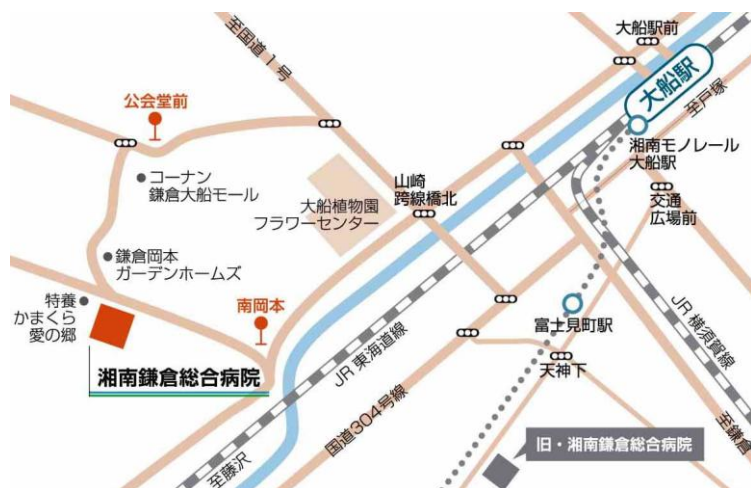 至国道1号
大船駅前
大船駅
至戸塚
公会堂前
湘南モノレール
大船駅
コーナン
鎌倉大船モール
山崎
跨線橋北
交通
広場前
大船植物園
フラワーセンター
鎌倉岡本
ガーデンホームズ
特養
かまくら
愛の郷
南岡本
富士見町駅
JR 横須賀線
JR 東海道線
湘南鎌倉総合病院
天神下
国道304号線
至鎌倉
旧・湘南鎌倉総合病院
至藤沢